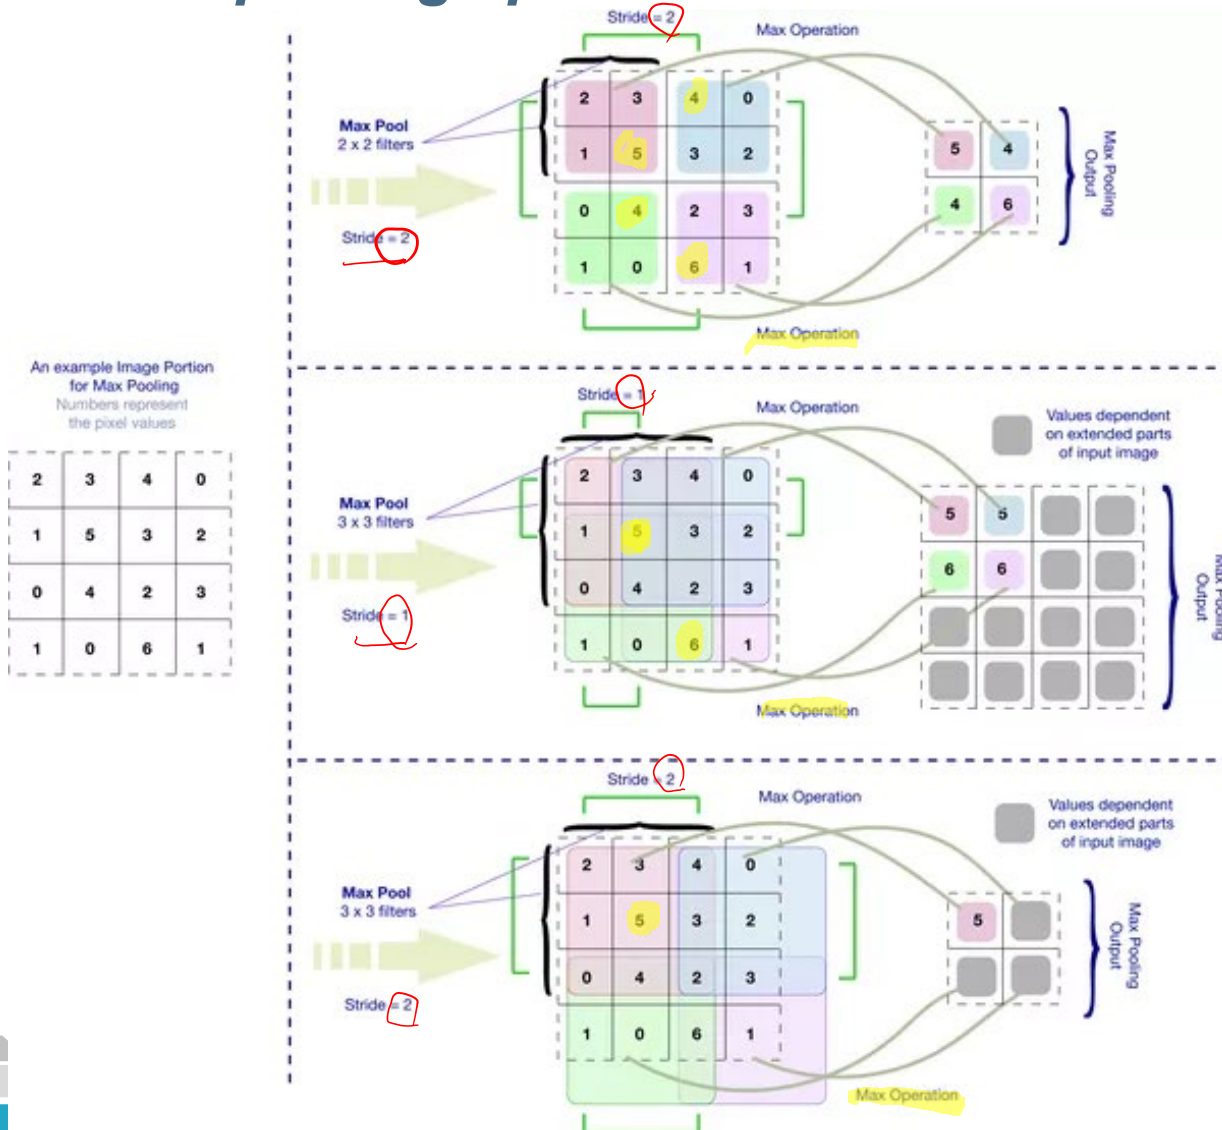 An example Image Portion
for Max Pooling
Numbers represent
the pixel values
2 3 4 0
1 5 3 2
0 4 2 3
1 0 6 1
Stride = 2
Max Operation
Max Pool
2 x 2 filters
Stride = 2
2 3 4 0
1 5 3 2
0 4 2 3
1 0 6 1
5 4
4 6
Max Pooling
Output
Max Operation
Stride = 1
Max Operation
Values dependent
on extended parts
of input image
Max Pool
3 x 3 filters
Stride = 1
2 3 4 0
1 5 3 2
0 4 2 3
1 0 6 1
5 5
6 6
Max Pooling
Output
Max Operation
Stride = 2
Max Operation
Values dependent
on extended parts
of input image
Max Pool
3 x 3 filters
Stride = 2
2 3 4 0
1 5 3 2
0 4 2 3
1 0 6 1
5
Max Pooling
Output
Max Operation